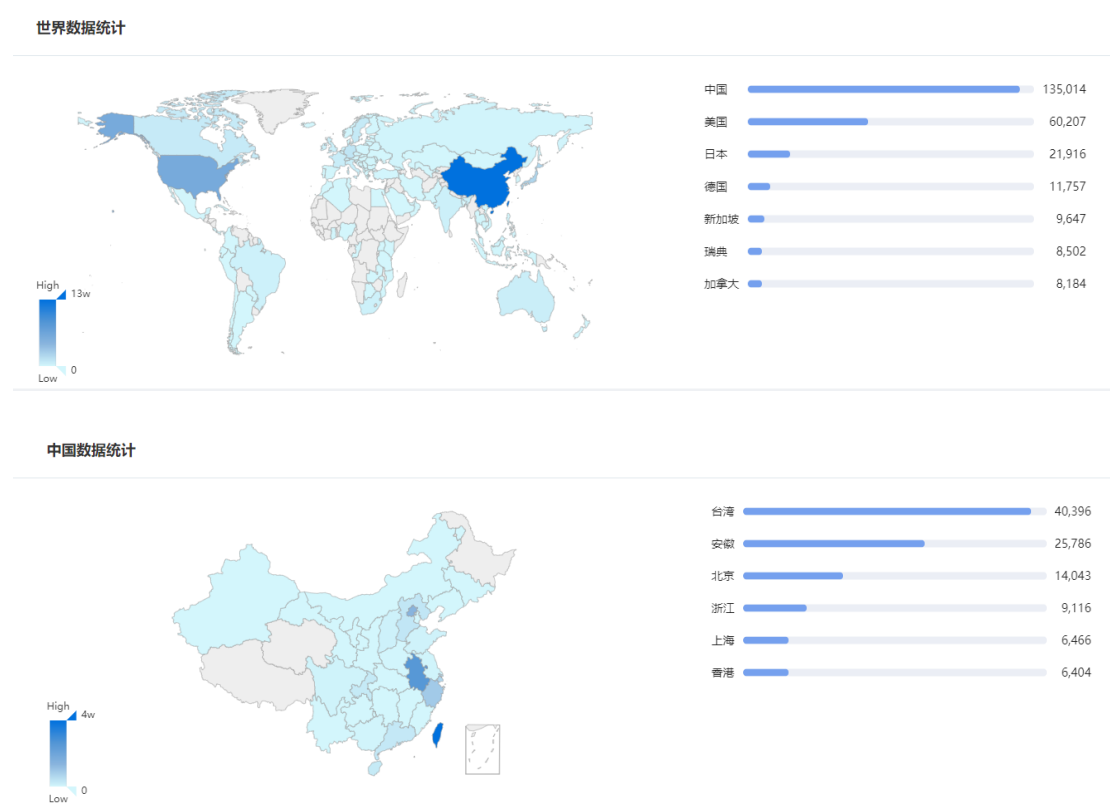 世界数据统计
中国 135,014
美国 60,207
日本 21,916
德国 11,757
新加坡 9,647
瑞典 8,502
加拿大 8,184
High
13w
0
Low
中国数据统计
台湾 40,396
安徽 25,786
北京 14,043
浙江 9,116
上海 6,466
香港 6,404
High
4w
0
Low